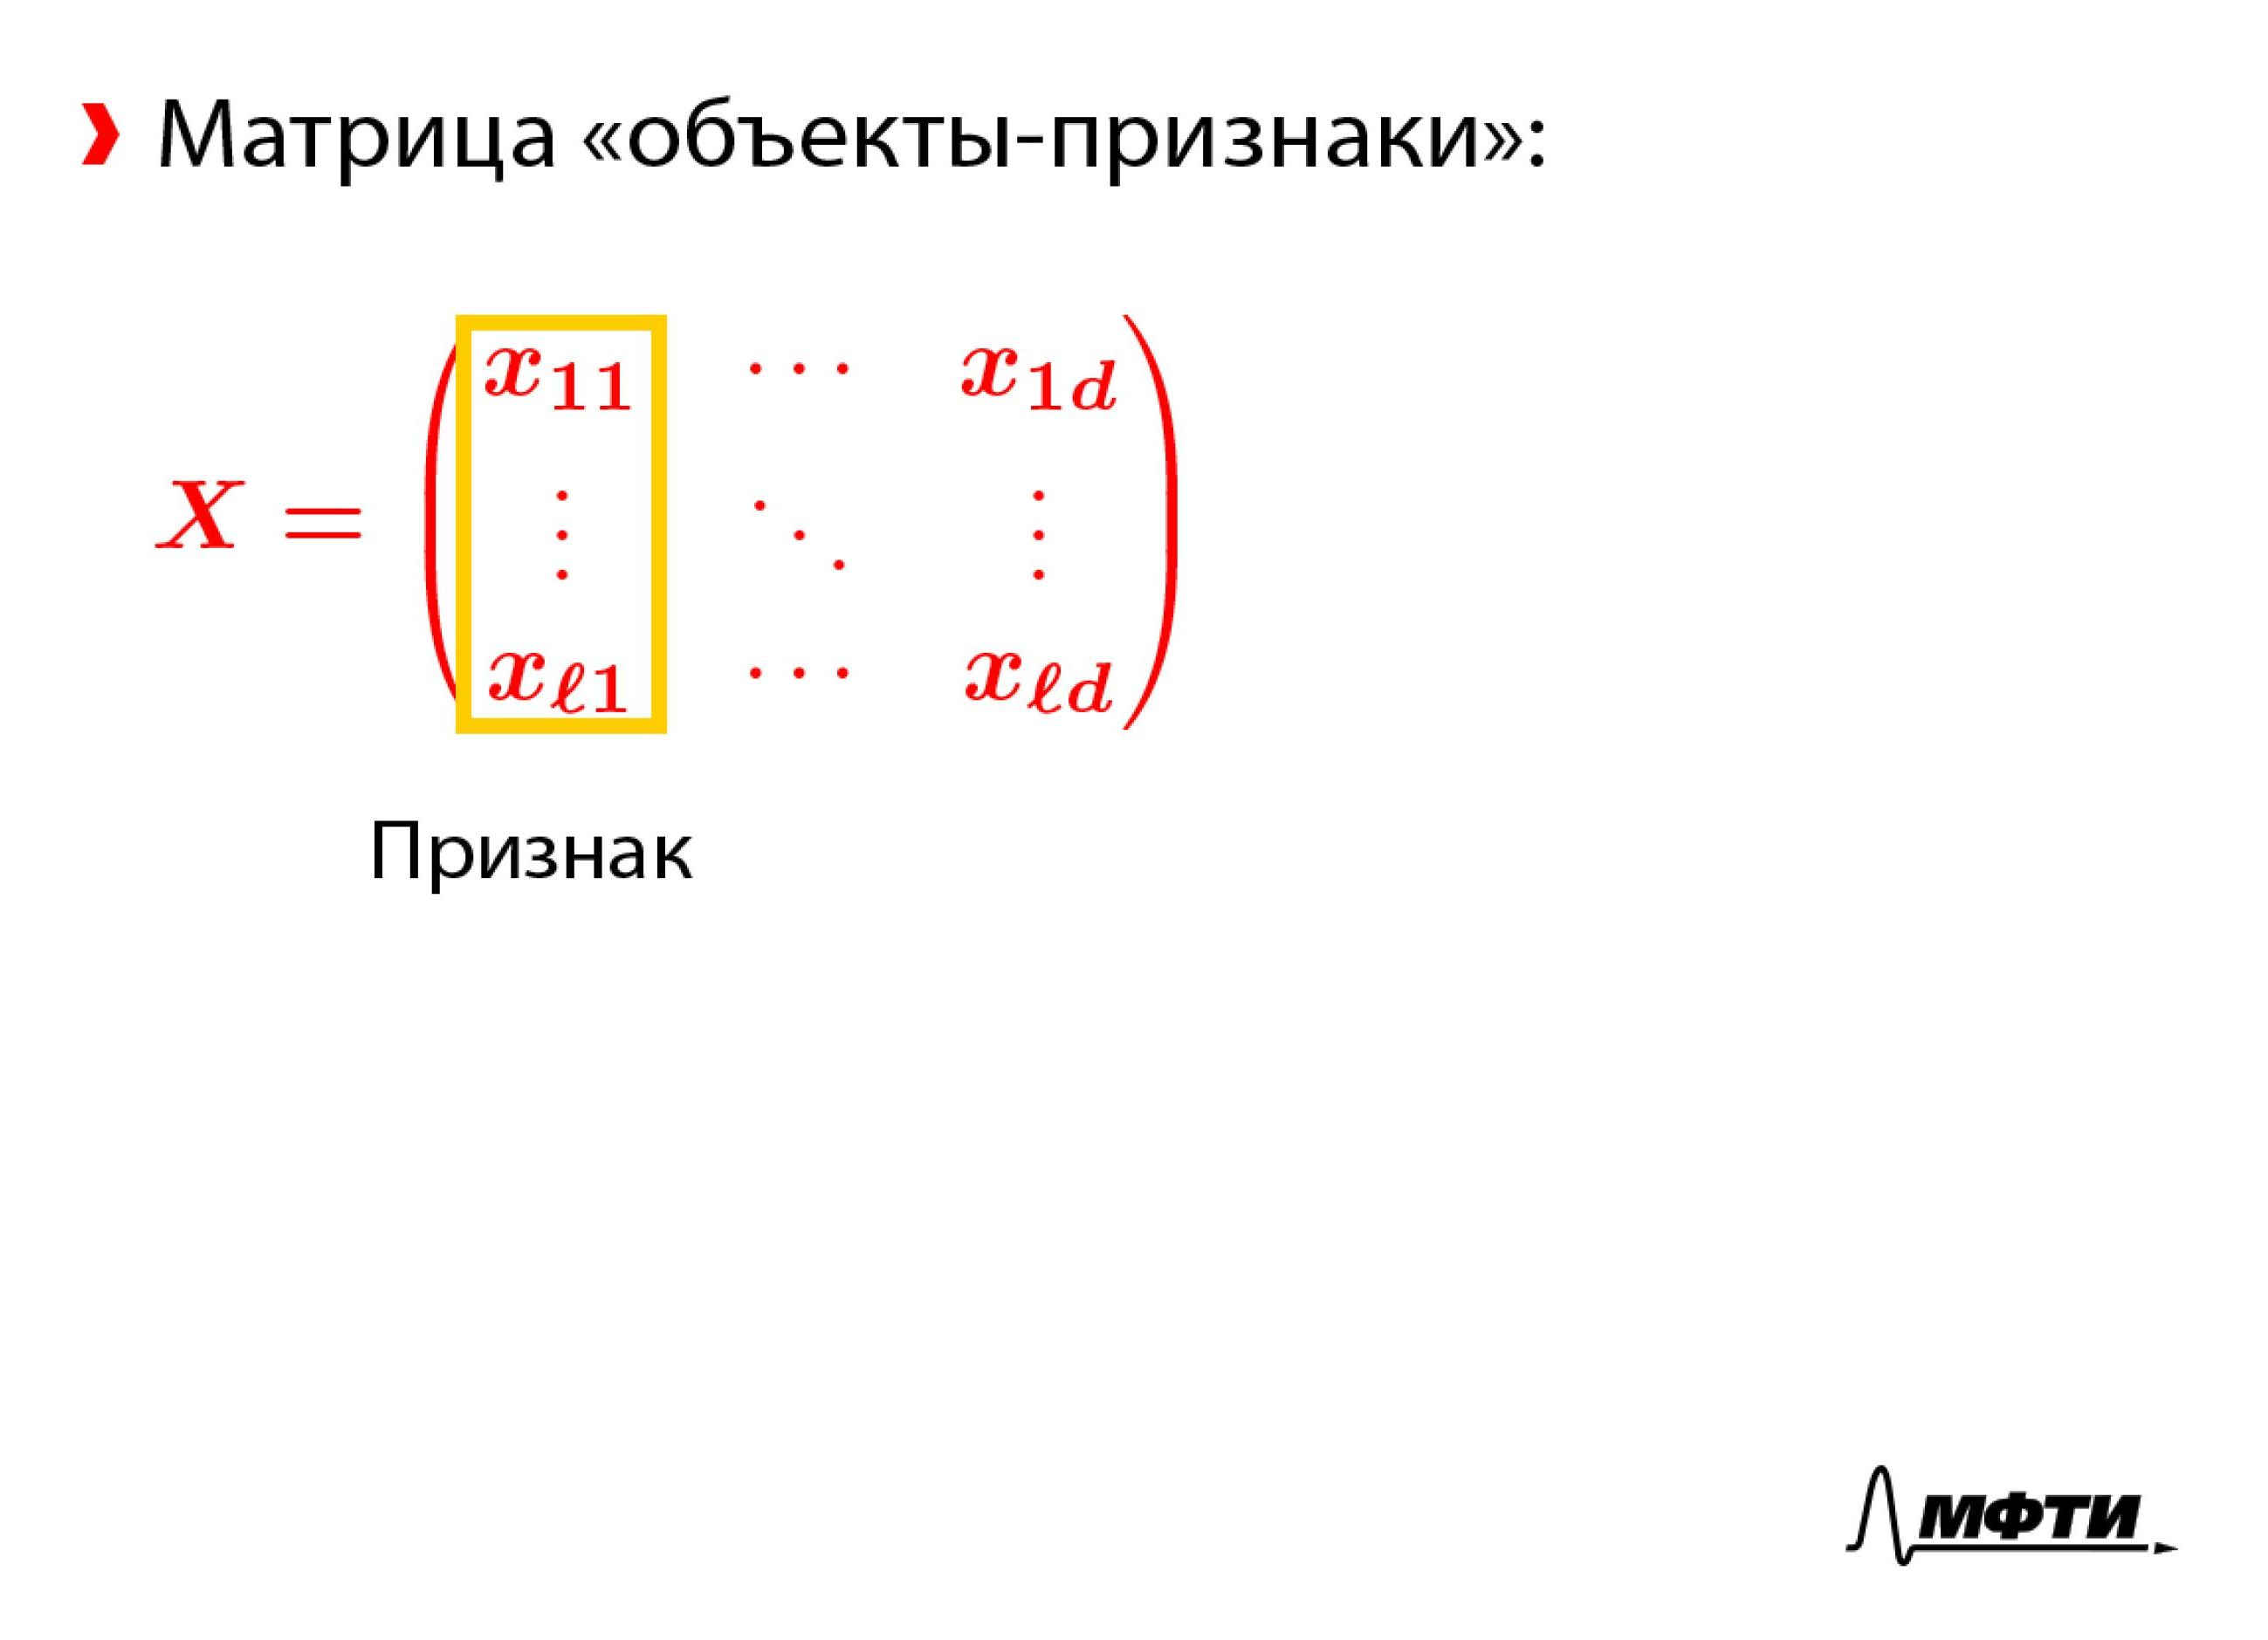 Матрица «объекты-признаки»:
x₁₁ ··· x₁d
X = ( ⋮ ⋱ ⋮ )
xℓ₁ ··· xℓd
Признак
МФТИ